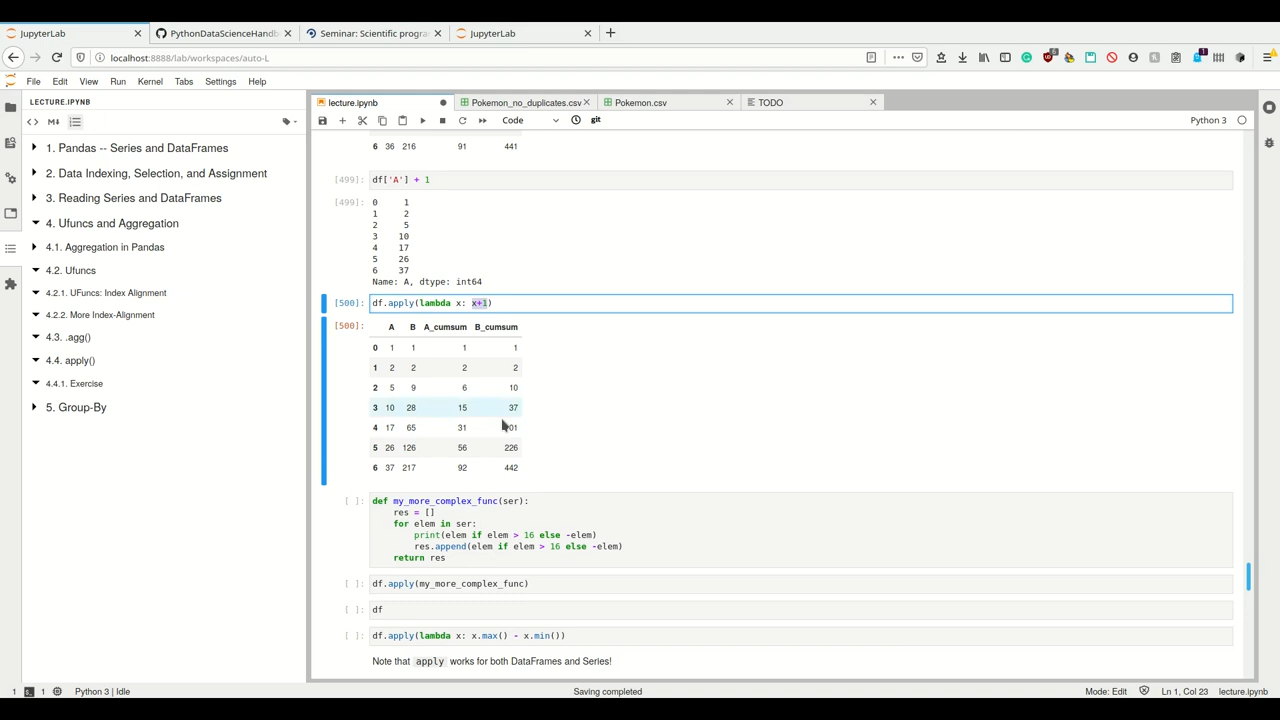 JupyterLab
PythonDataScienceHandb
Seminar: Scientific progra
JupyterLab
localhost:8888/lab/workspaces/auto-L
File Edit View Run Kernel Tabs Settings Help
LECTURE.IPYNB
lecture.ipynb
Pokemon_no_duplicates.csv
Pokemon.csv
TODO
Code
git
Python 3
1. Pandas -- Series and DataFrames
2. Data Indexing, Selection, and Assignment
3. Reading Series and DataFrames
4. Ufuncs and Aggregation
4.1. Aggregation in Pandas
4.2. Ufuncs
4.2.1. UFuncs: Index Alignment
4.2.2. More Index-Alignment
4.3. .agg()
4.4. apply()
4.4.1. Exercise
5. Group-By
6 36 216 91 441
[499]: df['A'] + 1
[499]: 0 1
1 2
2 5
3 10
4 17
5 26
6 37
Name: A, dtype: int64
[500]: df.apply(lambda x: x+1)
[500]: A B A_cumsum B_cumsum
0 1 1 1 1
1 2 2 2 2
2 5 9 6 10
3 10 28 15 37
4 17 65 31
5 26 126 56 226
6 37 217 92 442
[ ]: def my_more_complex_func(ser):
res = []
for elem in ser:
print(elem if elem > 16 else -elem)
res.append(elem if elem > 16 else -elem)
return res
[ ]: df.apply(my_more_complex_func)
[ ]: df
[ ]: df.apply(lambda x: x.max() - x.min())
Note that apply works for both DataFrames and Series!
1 1 Python 3 | Idle
Saving completed
Mode: Edit Ln 1, Col 23 lecture.ipynb